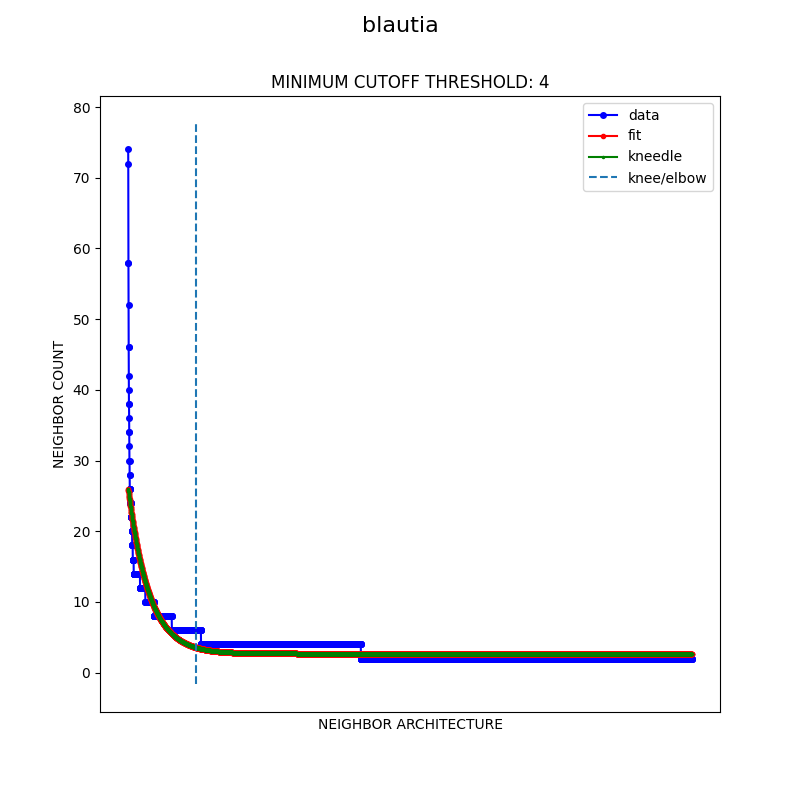 blautia
MINIMUM CUTOFF THRESHOLD: 4
80
70
60
50
40
30
20
10
0
NEIGHBOR COUNT
NEIGHBOR ARCHITECTURE
data
fit
kneedle
knee/elbow